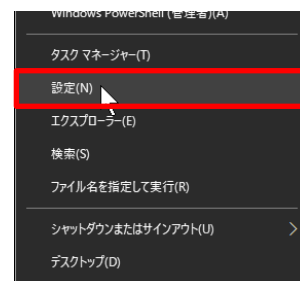 Windows PowerShell (管理者)(A)
タスク マネージャー(T)
設定(N)
エクスプローラー(E)
検索(S)
ファイル名を指定して実行(R)
シャットダウンまたはサインアウト(U)
デスクトップ(D)